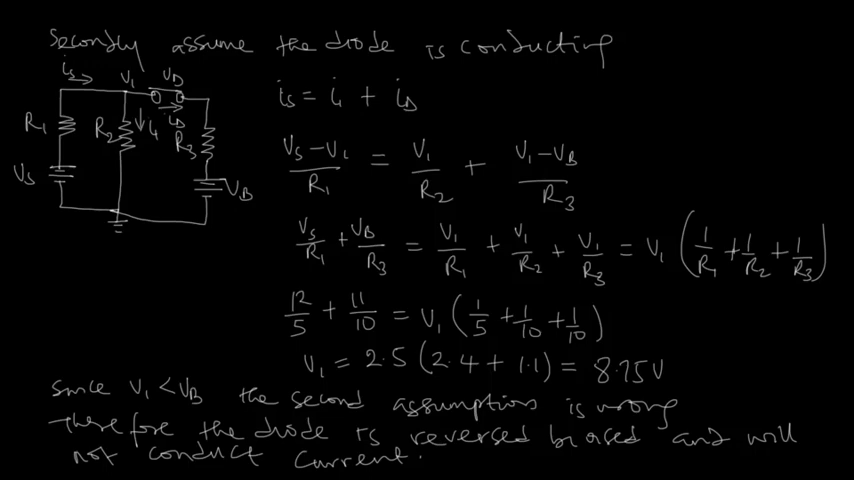 Secondly assume the diode is conducting
is → V1 VD
R1 R2 ↓ i1 → iD R3
VS VB
is = i1 + iD
VS - V1 / R1 = V1 / R2 + V1 - VB / R3
VS/R1 + VB/R3 = V1/R1 + V1/R2 + V1/R3 = V1 (1/R1 + 1/R2 + 1/R3)
12/5 + 11/10 = V1 (1/5 + 1/10 + 1/10)
V1 = 2.5 (2.4 + 1.1) = 8.75V
Since V1 < VB the second assumption is wrong
Therefore the diode is reversed biased and will
not conduct current.